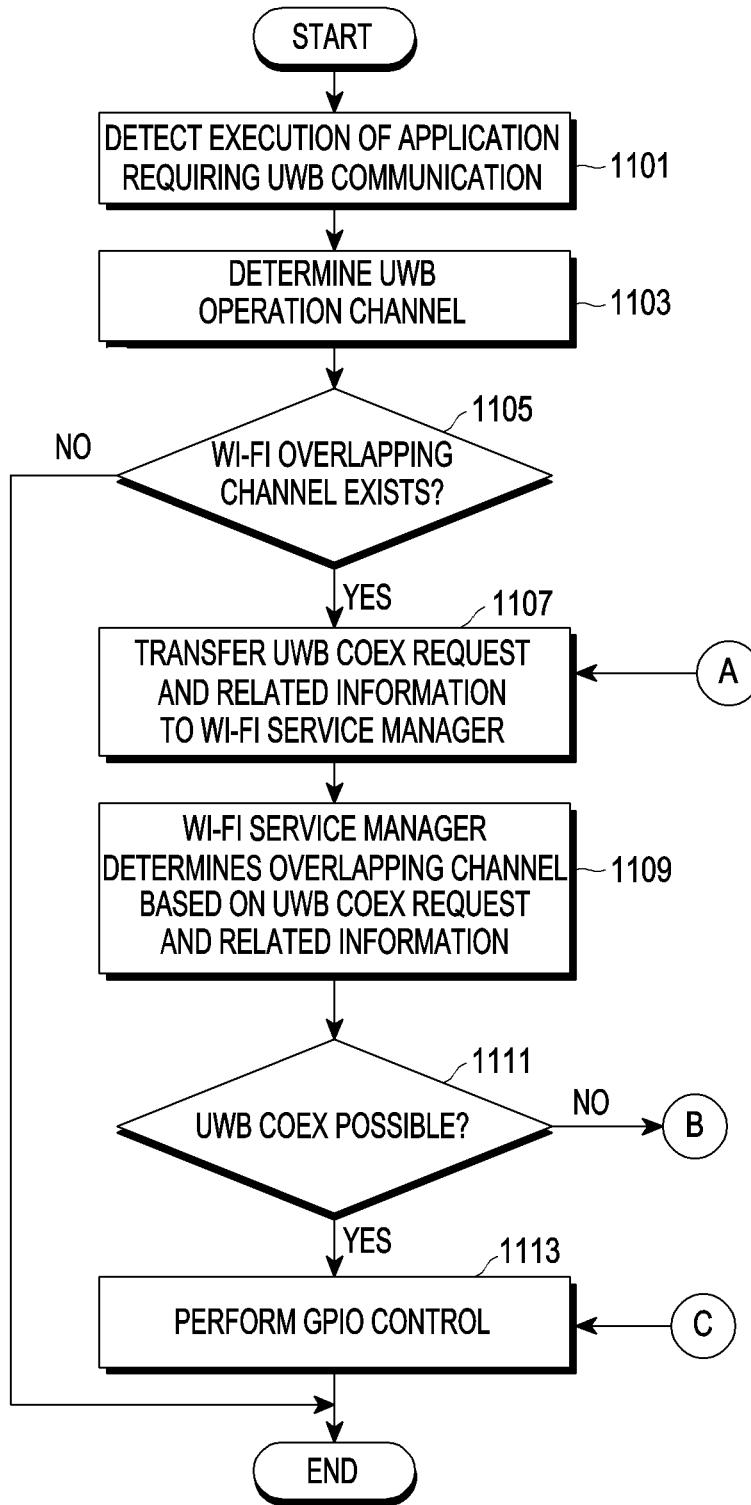 START
DETECT EXECUTION OF APPLICATION
REQUIRING UWB COMMUNICATION
1101
DETERMINE UWB
OPERATION CHANNEL
1103
1105
NO
WI-FI OVERLAPPING
CHANNEL EXISTS?
YES
1107
TRANSFER UWB COEX REQUEST
AND RELATED INFORMATION
TO WI-FI SERVICE MANAGER
A
WI-FI SERVICE MANAGER
DETERMINES OVERLAPPING CHANNEL
BASED ON UWB COEX REQUEST
AND RELATED INFORMATION
1109
1111
UWB COEX POSSIBLE?
NO
B
YES
1113
PERFORM GPIO CONTROL
C
END